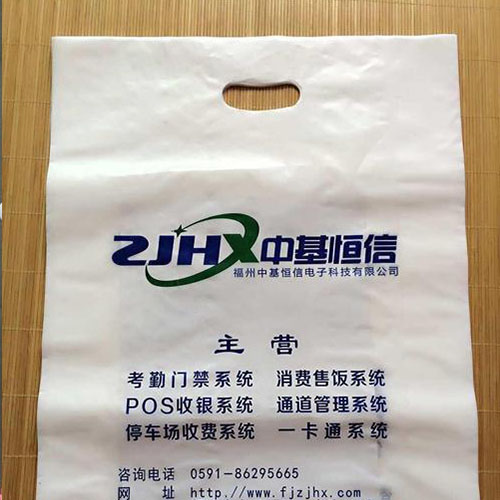 ZJHX中基恒信
福州中基恒信电子科技有限公司
主 营
考勤门禁系统 消费售饭系统
POS收银系统 通道管理系统
停车场收费系统 一卡通系统
咨询电话 0591-86295665
网 址 http://www.fjzjhx.com